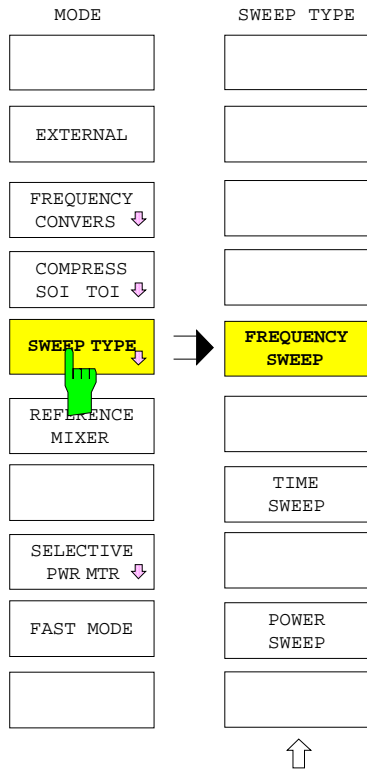 MODE
EXTERNAL
FREQUENCY
CONVERS
COMPRESS
SOI TOI
SWEEP TYPE
REFERENCE
MIXER
SELECTIVE
PWR MTR
FAST MODE
SWEEP TYPE
FREQUENCY
SWEEP
TIME
SWEEP
POWER
SWEEP